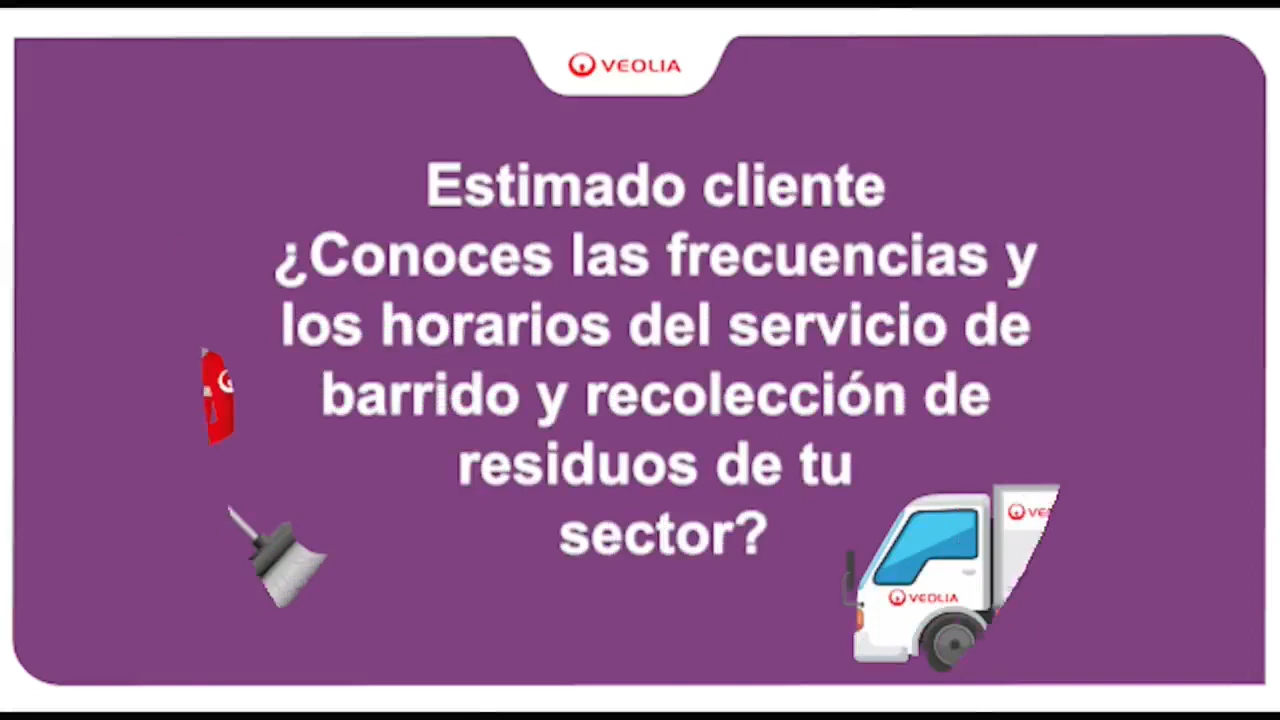 VEOLIA
Estimado cliente
¿Conoces las frecuencias y
los horarios del servicio de
barrido y recolección de
residuos de tu
sector?
VE
VEOLIA